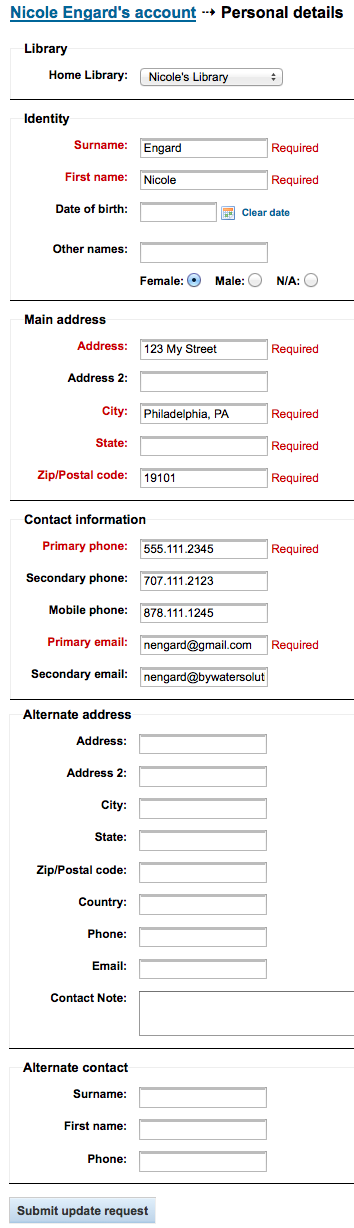 Nicole Engard's account ⇢ Personal details
Library
Home Library: Nicole's Library
Identity
Surname: Engard Required
First name: Nicole Required
Date of birth: Clear date
Other names:
Female: Male: N/A:
Main address
Address: 123 My Street Required
Address 2:
City: Philadelphia, PA Required
State: Required
Zip/Postal code: 19101 Required
Contact information
Primary phone: 555.111.2345 Required
Secondary phone: 707.111.2123
Mobile phone: 878.111.1245
Primary email: nengard@gmail.com Required
Secondary email: nengard@bywatersolut
Alternate address
Address:
Address 2:
City:
State:
Zip/Postal code:
Country:
Phone:
Email:
Contact Note:
Alternate contact
Surname:
First name:
Phone:
Submit update request